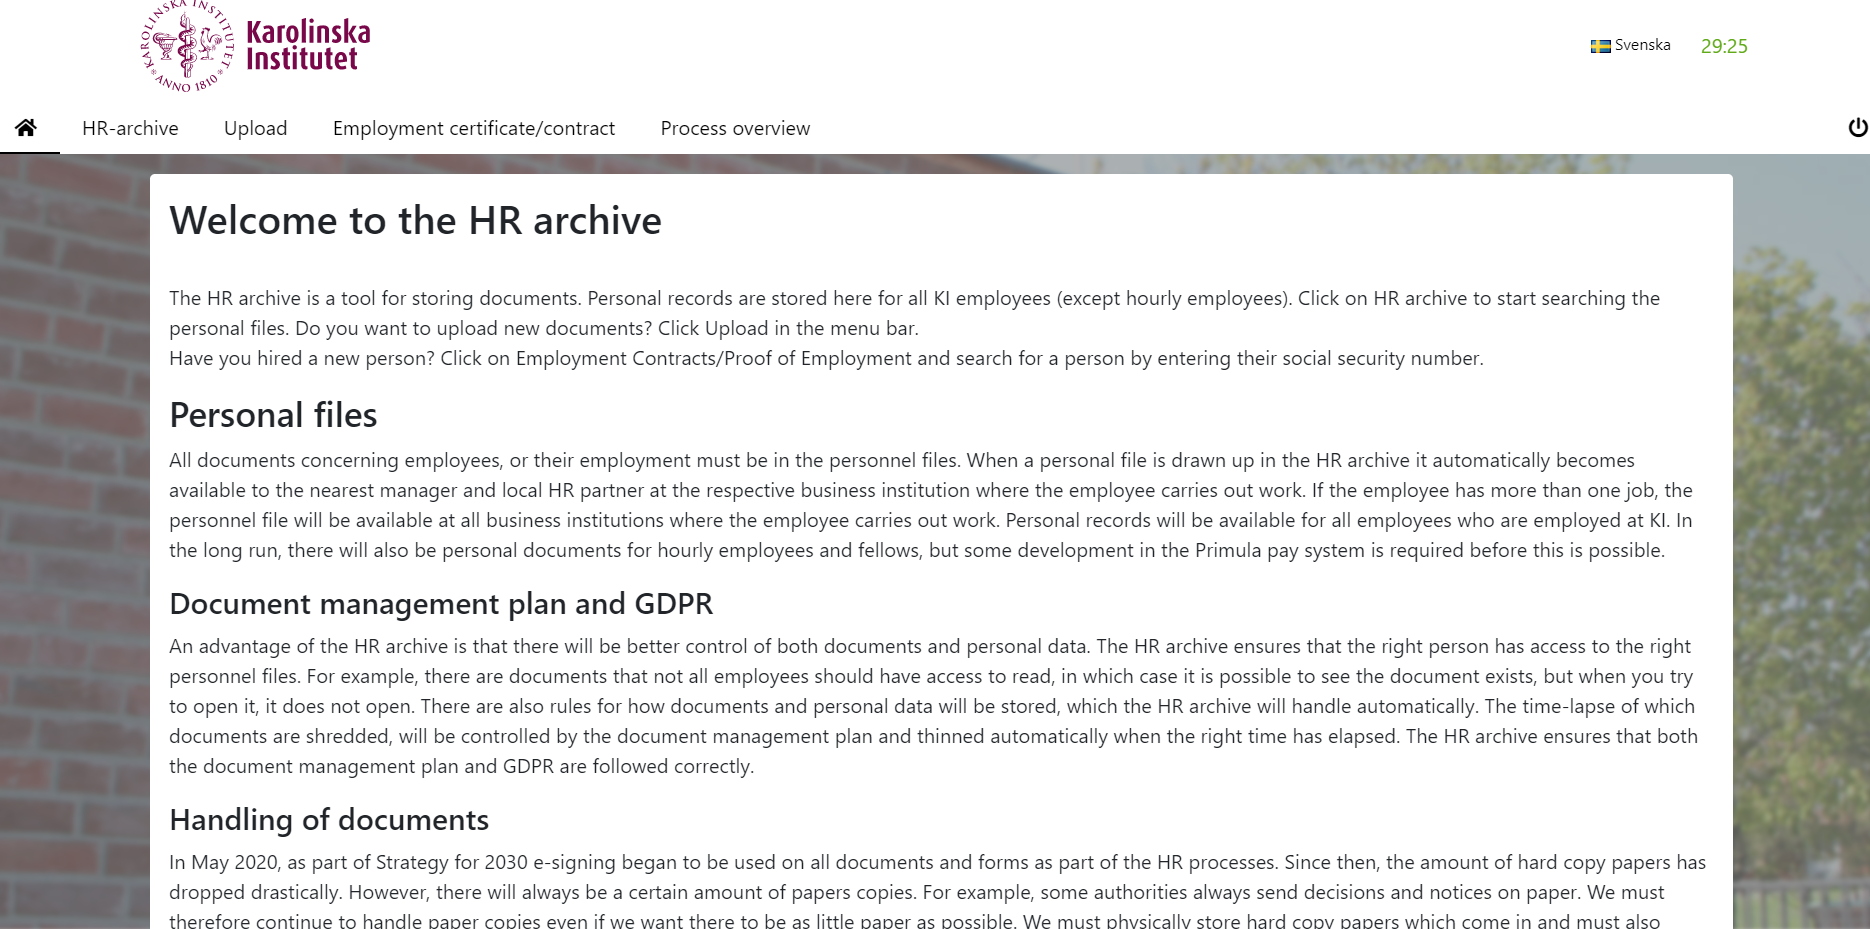 KAROLINSKA INSTITUTET
ANNO 1810
Karolinska
Institutet
Svenska
29:25
HR-archive
Upload
Employment certificate/contract
Process overview
Welcome to the HR archive
The HR archive is a tool for storing documents. Personal records are stored here for all KI employees (except hourly employees). Click on HR archive to start searching the
personal files. Do you want to upload new documents? Click Upload in the menu bar.
Have you hired a new person? Click on Employment Contracts/Proof of Employment and search for a person by entering their social security number.
Personal files
All documents concerning employees, or their employment must be in the personnel files. When a personal file is drawn up in the HR archive it automatically becomes
available to the nearest manager and local HR partner at the respective business institution where the employee carries out work. If the employee has more than one job, the
personnel file will be available at all business institutions where the employee carries out work. Personal records will be available for all employees who are employed at KI. In
the long run, there will also be personal documents for hourly employees and fellows, but some development in the Primula pay system is required before this is possible.
Document management plan and GDPR
An advantage of the HR archive is that there will be better control of both documents and personal data. The HR archive ensures that the right person has access to the right
personnel files. For example, there are documents that not all employees should have access to read, in which case it is possible to see the document exists, but when you try
to open it, it does not open. There are also rules for how documents and personal data will be stored, which the HR archive will handle automatically. The time-lapse of which
documents are shredded, will be controlled by the document management plan and thinned automatically when the right time has elapsed. The HR archive ensures that both
the document management plan and GDPR are followed correctly.
Handling of documents
In May 2020, as part of Strategy for 2030 e-signing began to be used on all documents and forms as part of the HR processes. Since then, the amount of hard copy papers has
dropped drastically. However, there will always be a certain amount of papers copies. For example, some authorities always send decisions and notices on paper. We must
therefore continue to handle paper copies even if we want there to be as little paper as possible. We must physically store hard copy papers which come in and must also